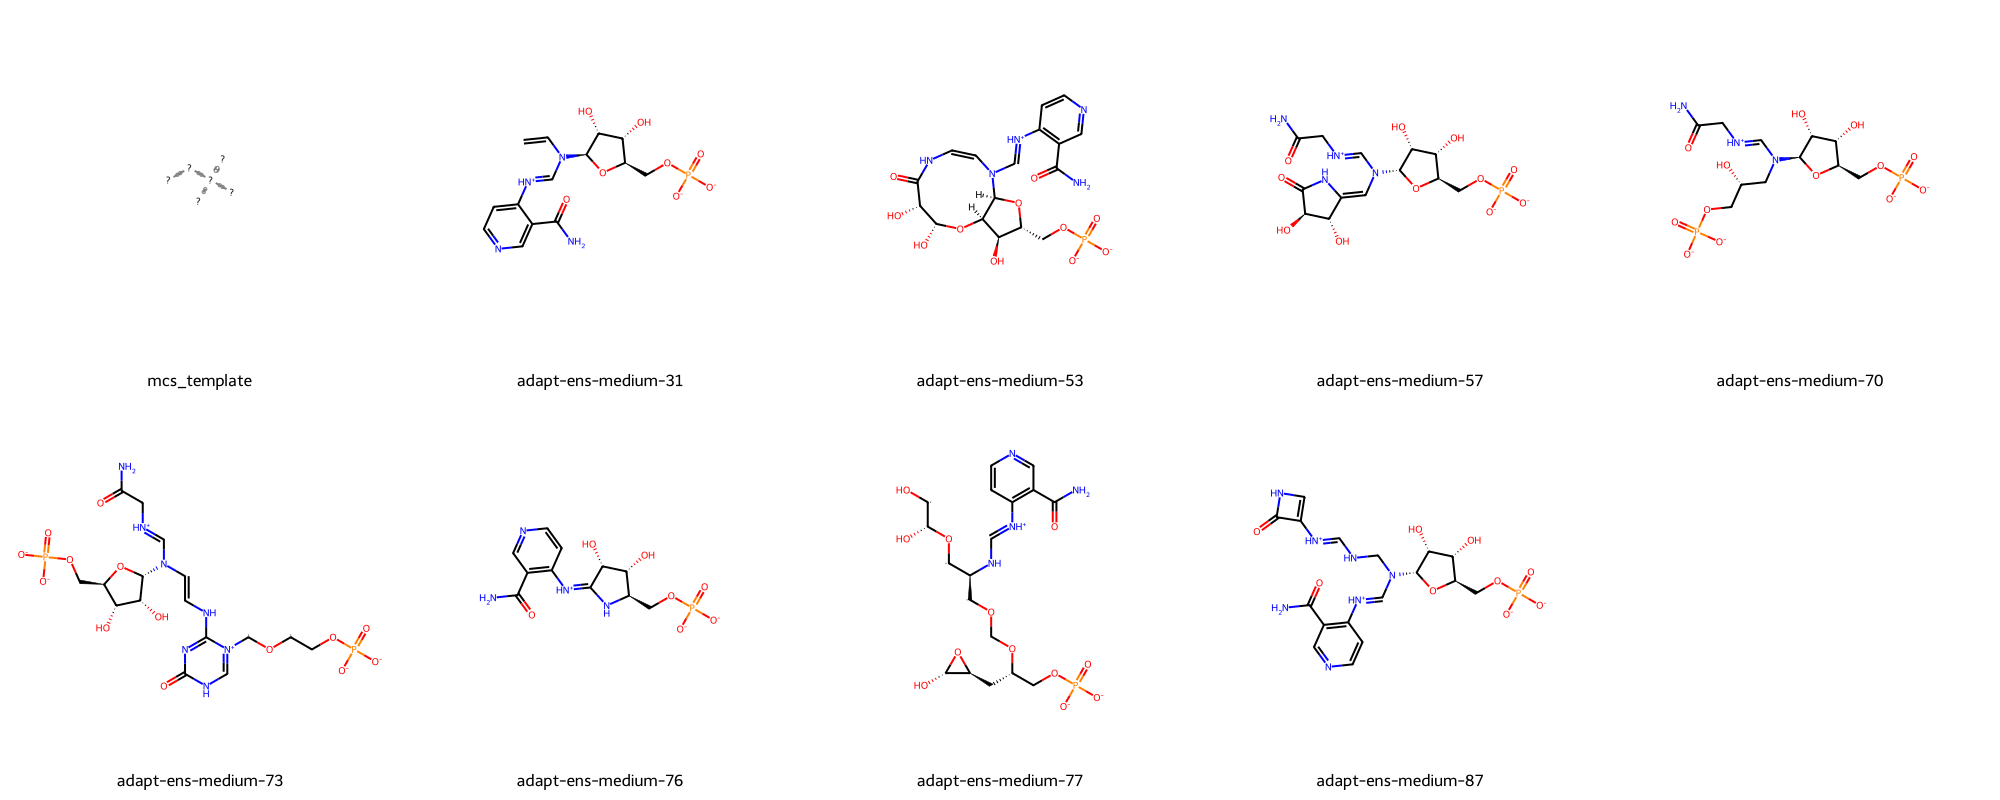 mcs_template
adapt-ens-medium-31
adapt-ens-medium-53
adapt-ens-medium-57
adapt-ens-medium-70
adapt-ens-medium-73
adapt-ens-medium-76
adapt-ens-medium-77
adapt-ens-medium-87